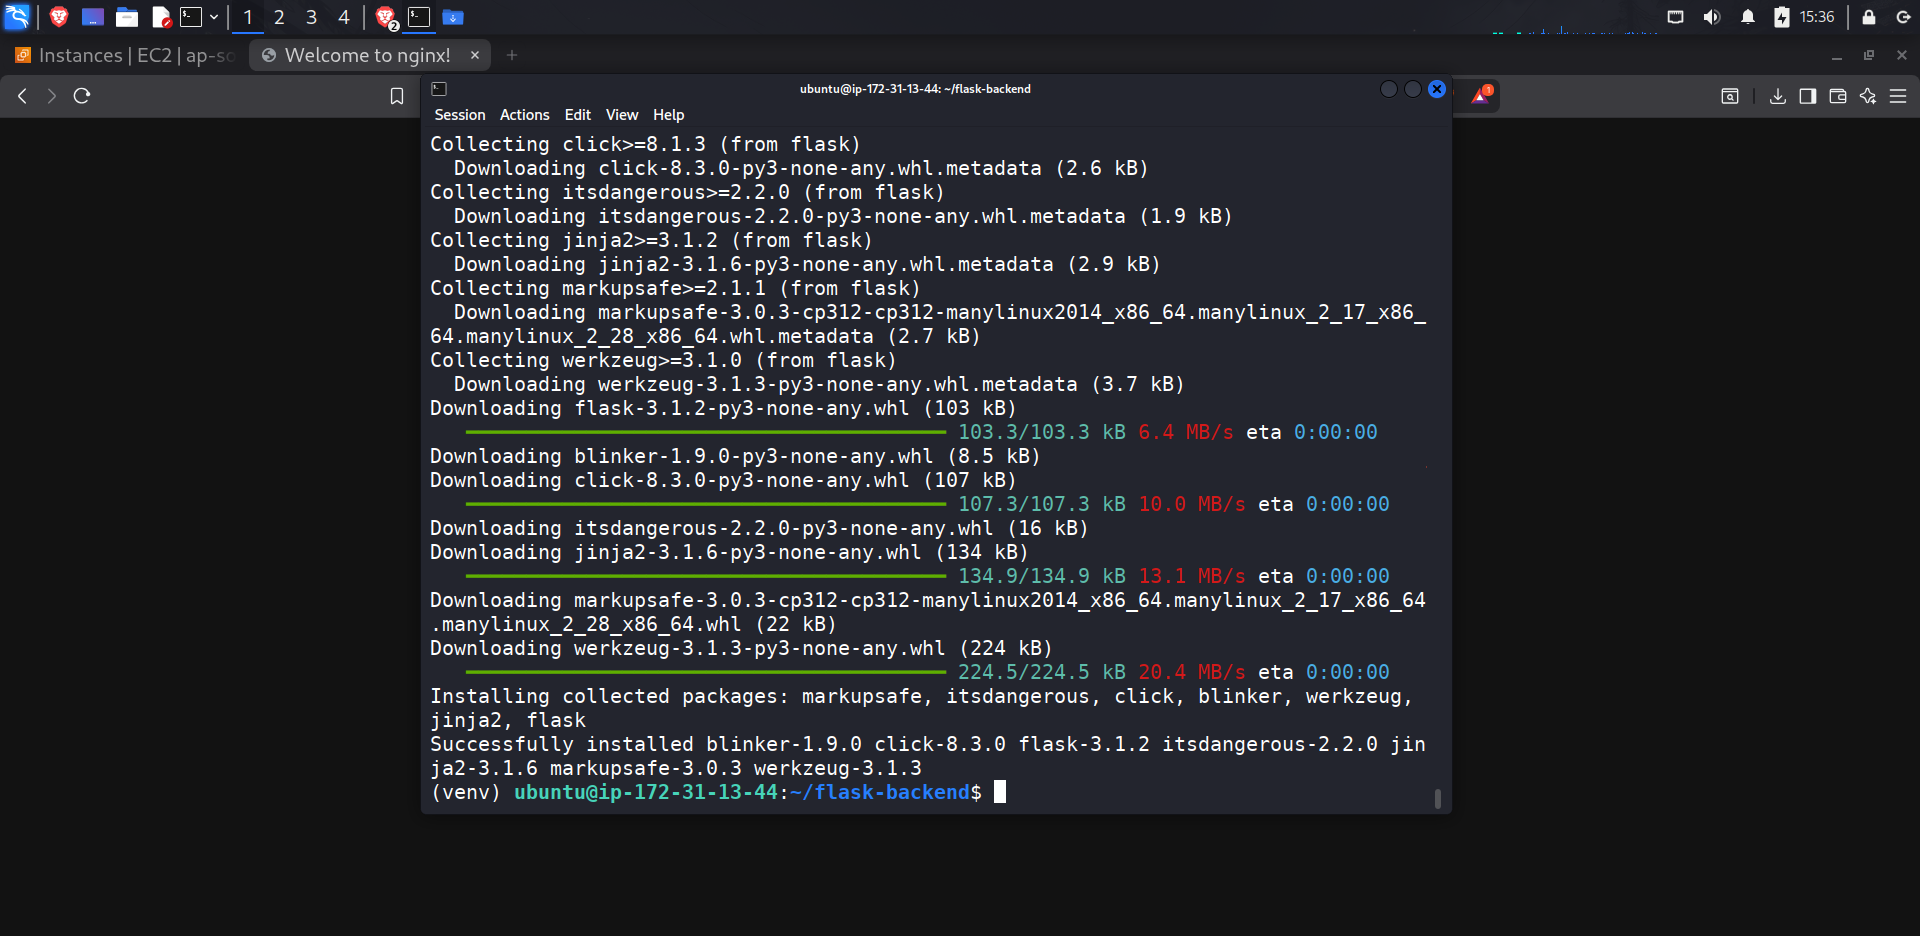 1 2 3 4
2
15:36
Instances | EC2 | ap-so
Welcome to nginx!
1
ubuntu@ip-172-31-13-44: ~/flask-backend
Session Actions Edit View Help
Collecting click>=8.1.3 (from flask)
  Downloading click-8.3.0-py3-none-any.whl.metadata (2.6 kB)
Collecting itsdangerous>=2.2.0 (from flask)
  Downloading itsdangerous-2.2.0-py3-none-any.whl.metadata (1.9 kB)
Collecting jinja2>=3.1.2 (from flask)
  Downloading jinja2-3.1.6-py3-none-any.whl.metadata (2.9 kB)
Collecting markupsafe>=2.1.1 (from flask)
  Downloading markupsafe-3.0.3-cp312-cp312-manylinux2014_x86_64.manylinux_2_17_x86_
64.manylinux_2_28_x86_64.whl.metadata (2.7 kB)
Collecting werkzeug>=3.1.0 (from flask)
  Downloading werkzeug-3.1.3-py3-none-any.whl.metadata (3.7 kB)
Downloading flask-3.1.2-py3-none-any.whl (103 kB)
103.3/103.3 kB 6.4 MB/s eta 0:00:00
Downloading blinker-1.9.0-py3-none-any.whl (8.5 kB)
Downloading click-8.3.0-py3-none-any.whl (107 kB)
107.3/107.3 kB 10.0 MB/s eta 0:00:00
Downloading itsdangerous-2.2.0-py3-none-any.whl (16 kB)
Downloading jinja2-3.1.6-py3-none-any.whl (134 kB)
134.9/134.9 kB 13.1 MB/s eta 0:00:00
Downloading markupsafe-3.0.3-cp312-cp312-manylinux2014_x86_64.manylinux_2_17_x86_64
.manylinux_2_28_x86_64.whl (22 kB)
Downloading werkzeug-3.1.3-py3-none-any.whl (224 kB)
224.5/224.5 kB 20.4 MB/s eta 0:00:00
Installing collected packages: markupsafe, itsdangerous, click, blinker, werkzeug,
jinja2, flask
Successfully installed blinker-1.9.0 click-8.3.0 flask-3.1.2 itsdangerous-2.2.0 jin
ja2-3.1.6 markupsafe-3.0.3 werkzeug-3.1.3
(venv) ubuntu@ip-172-31-13-44:~/flask-backend$